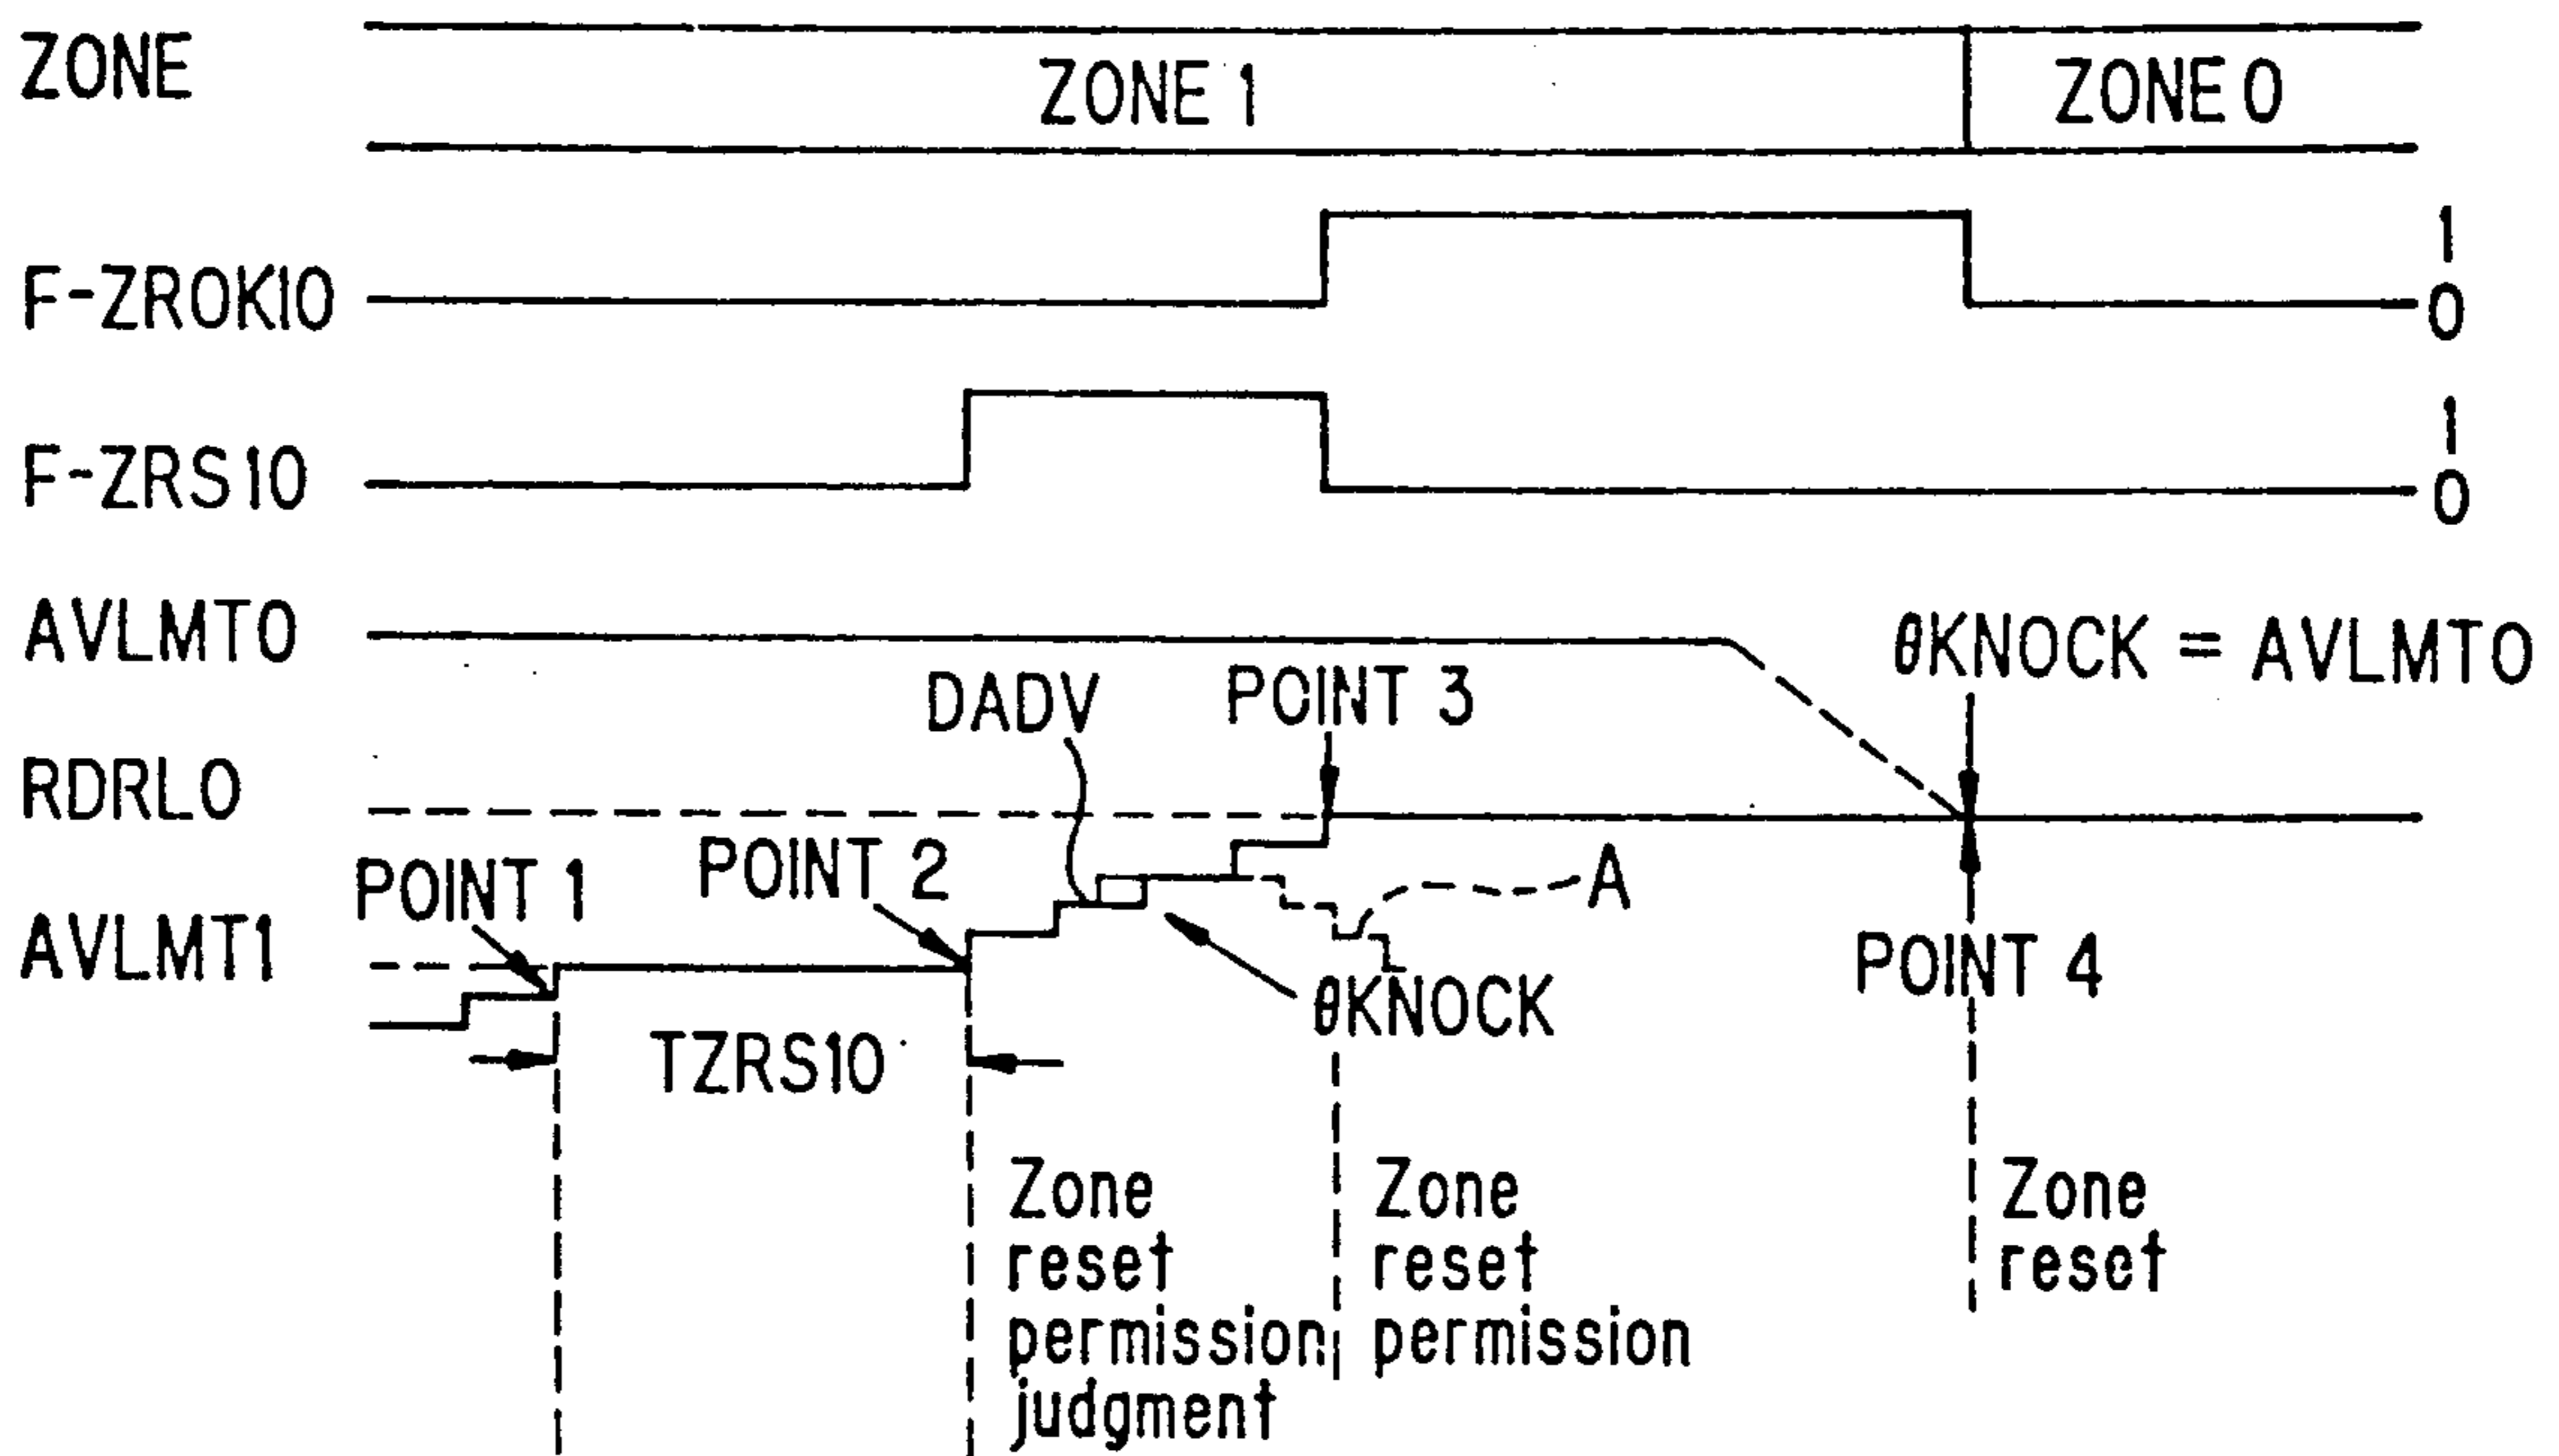 ZONE
ZONE 1
ZONE 0
F-ZROK10
1
0
F-ZRS10
1
0
AVLMT0
θKNOCK = AVLMT0
DADV
POINT 3
RDRL0
POINT 1
POINT 2
A
AVLMT1
θKNOCK
POINT 4
TZRS10
Zone
reset
permission
judgment
Zone
reset
permission
Zone
reset